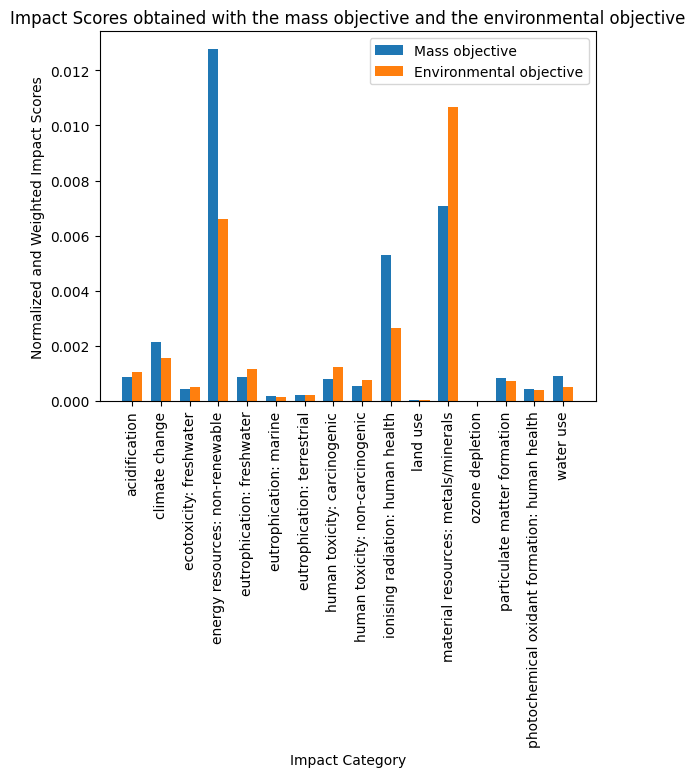 Impact Scores obtained with the mass objective and the environmental objective
Mass objective
Environmental objective
Normalized and Weighted Impact Scores
0.012
0.010
0.008
0.006
0.004
0.002
0.000
acidification
climate change
ecotoxicity: freshwater
energy resources: non-renewable
eutrophication: freshwater
eutrophication: marine
eutrophication: terrestrial
human toxicity: carcinogenic
human toxicity: non-carcinogenic
ionising radiation: human health
land use
material resources: metals/minerals
ozone depletion
particulate matter formation
photochemical oxidant formation: human health
water use
Impact Category